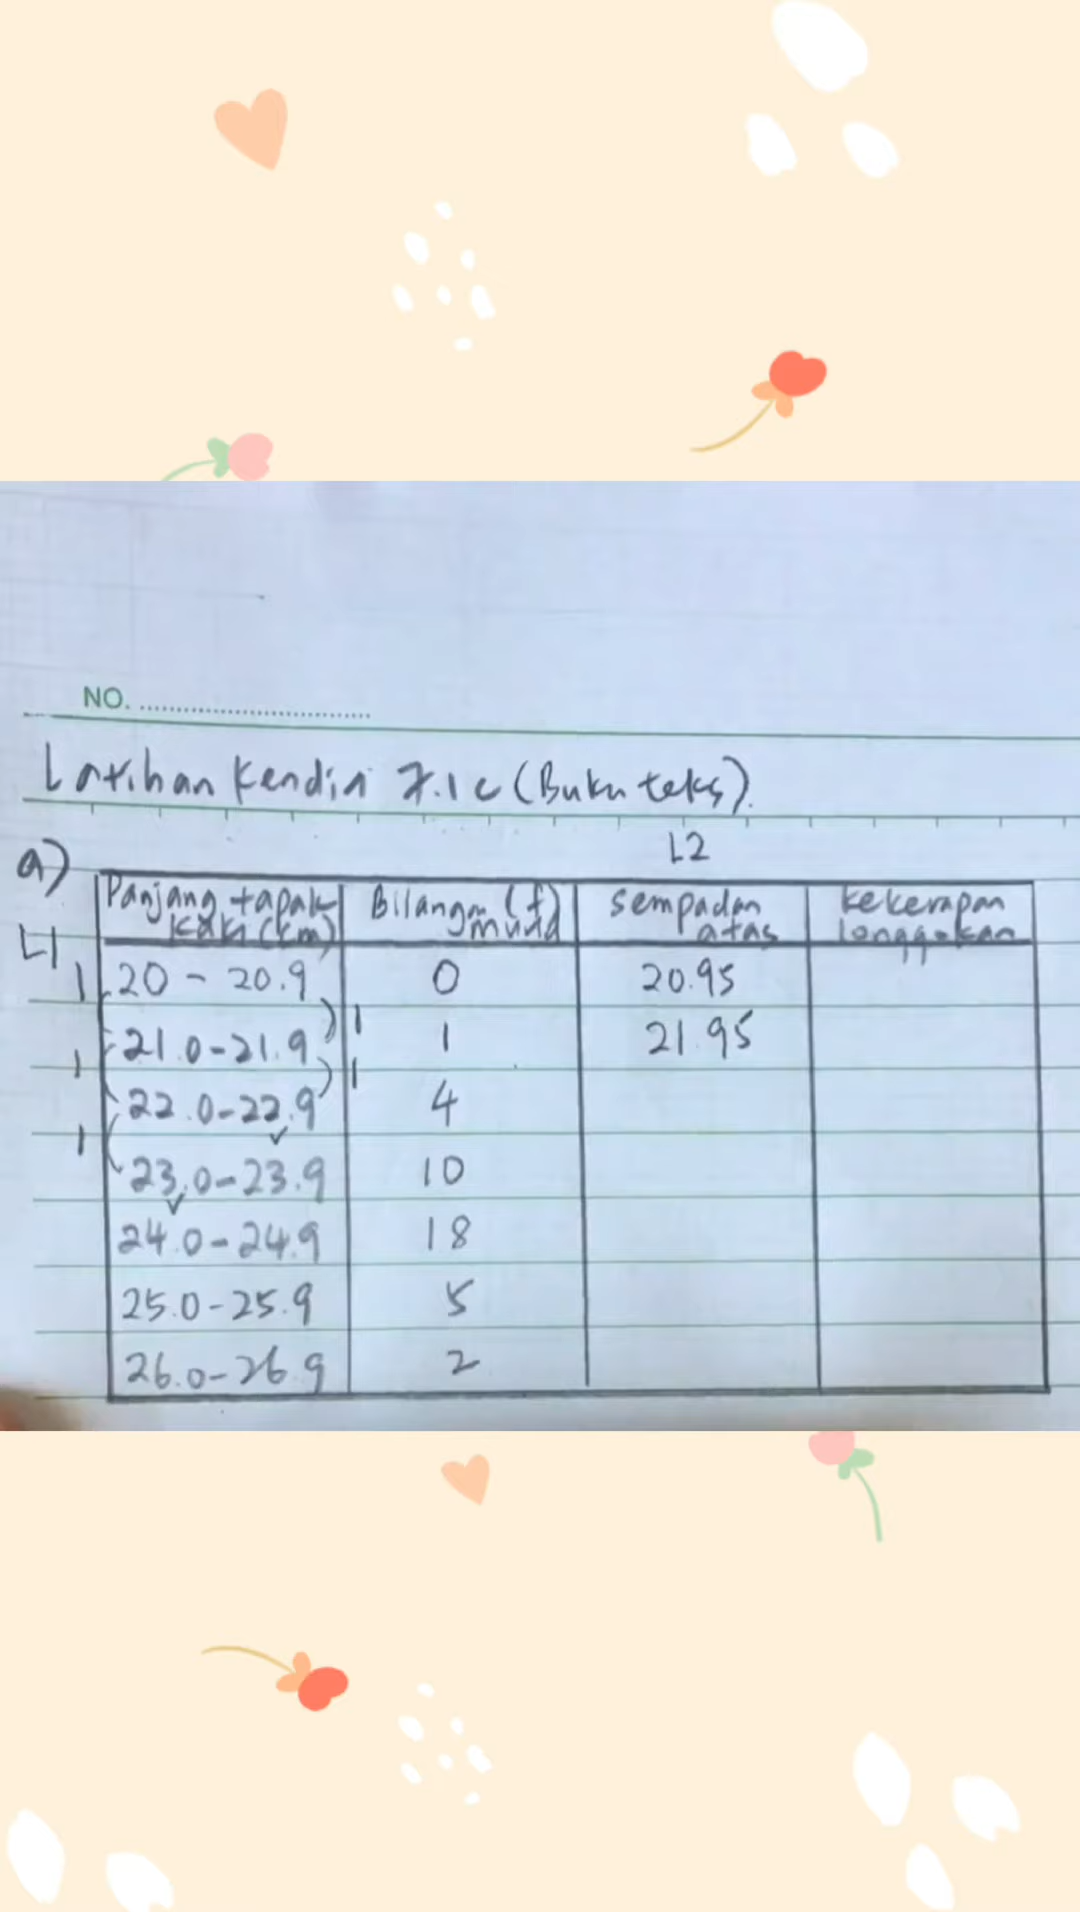 NO.
Latihan Kendiri 7.1c (Buku teks).
L2
a)
Panjang tapak kaki (cm) Bilangan murid (f) sempadan atas kekerapan longgokan
L1
20 - 20.9 0 20.95
21.0-21.9 1 21.95
22.0-22.9 4
23.0-23.9 10
24.0-24.9 18
25.0-25.9 5
26.0-26.9 2